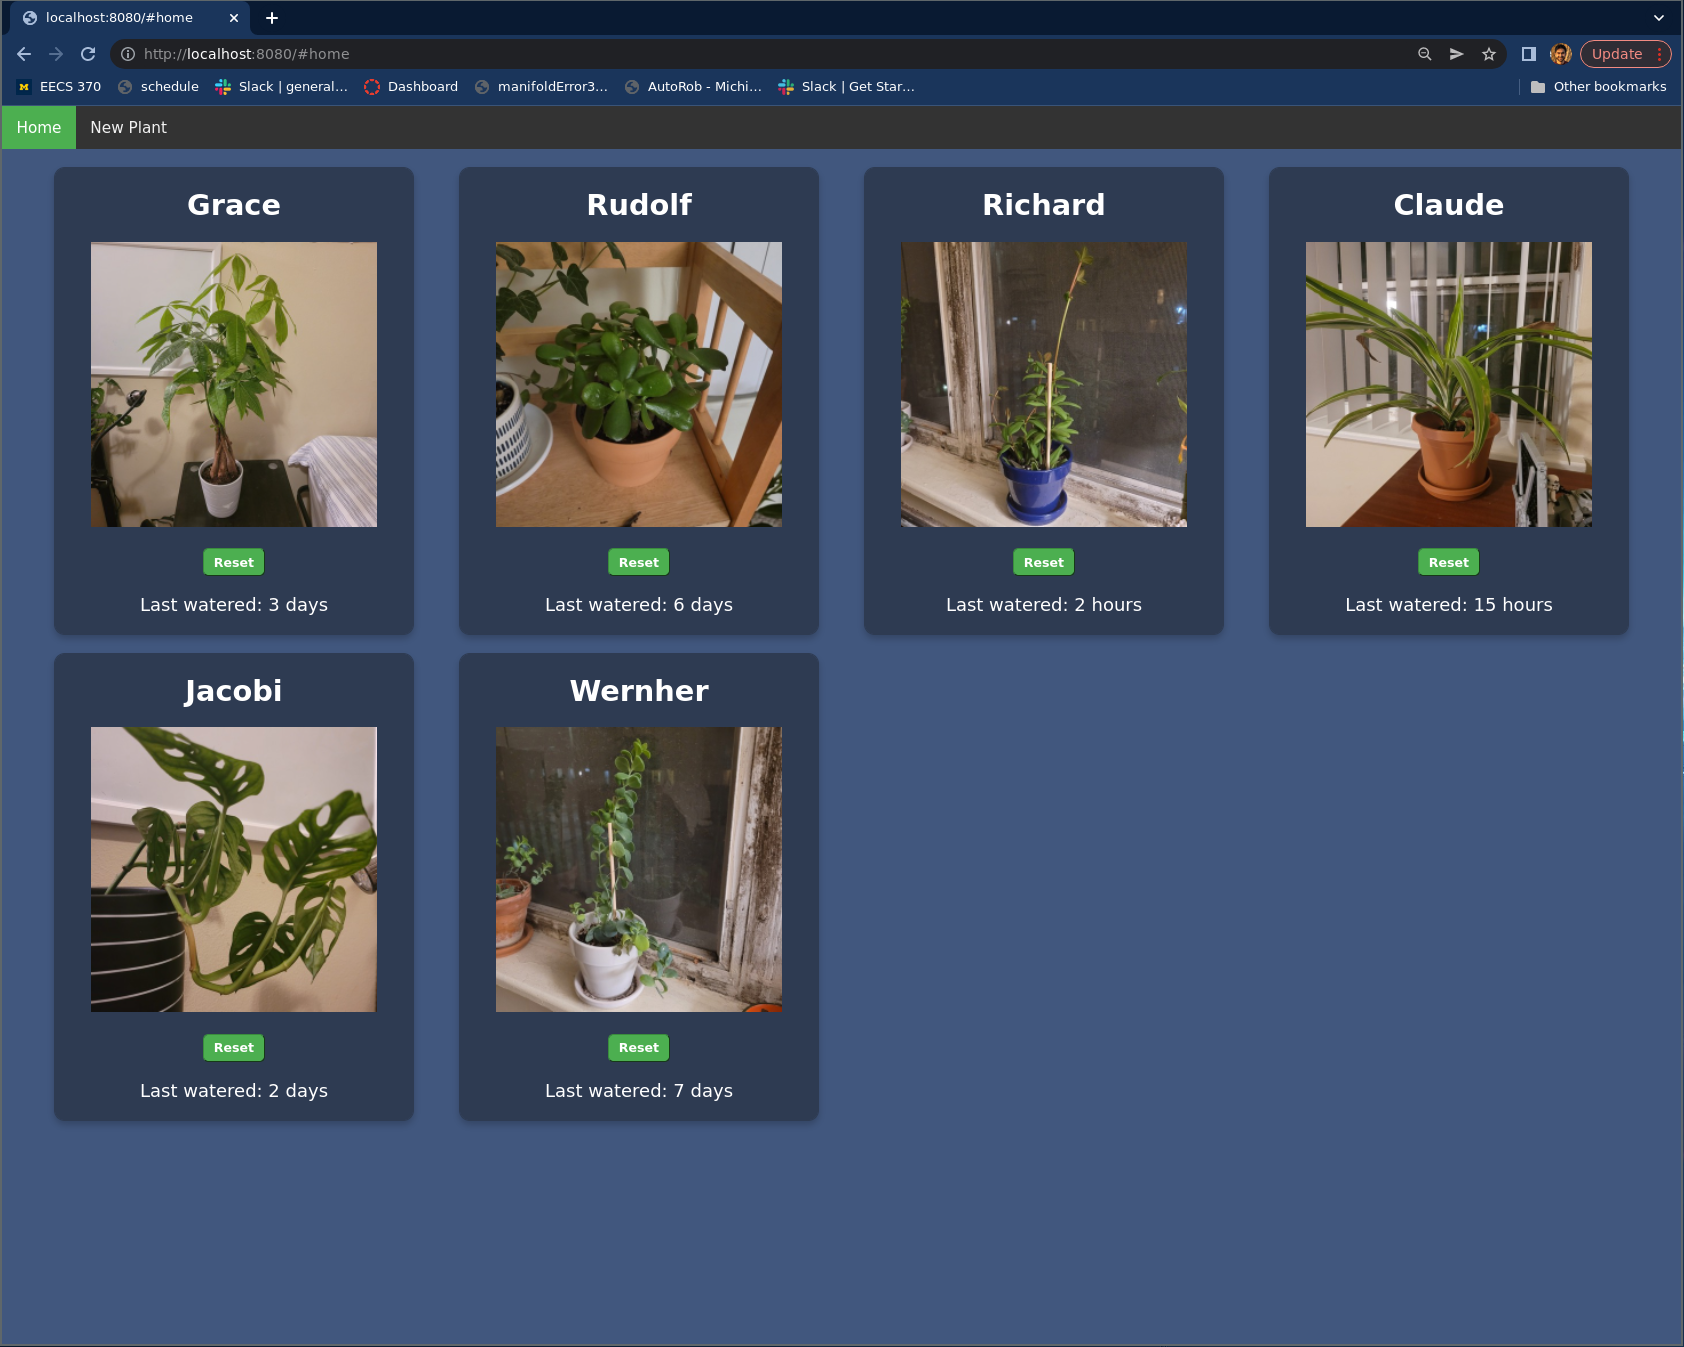 localhost:8080/#home
http://localhost:8080/#home
Update
EECS 370
schedule
Slack | general...
Dashboard
manifoldError3...
AutoRob - Michi...
Slack | Get Star...
Other bookmarks
Home
New Plant
Grace
Rudolf
Richard
Claude
Reset
Reset
Reset
Reset
Last watered: 3 days
Last watered: 6 days
Last watered: 2 hours
Last watered: 15 hours
Jacobi
Wernher
Reset
Reset
Last watered: 2 days
Last watered: 7 days